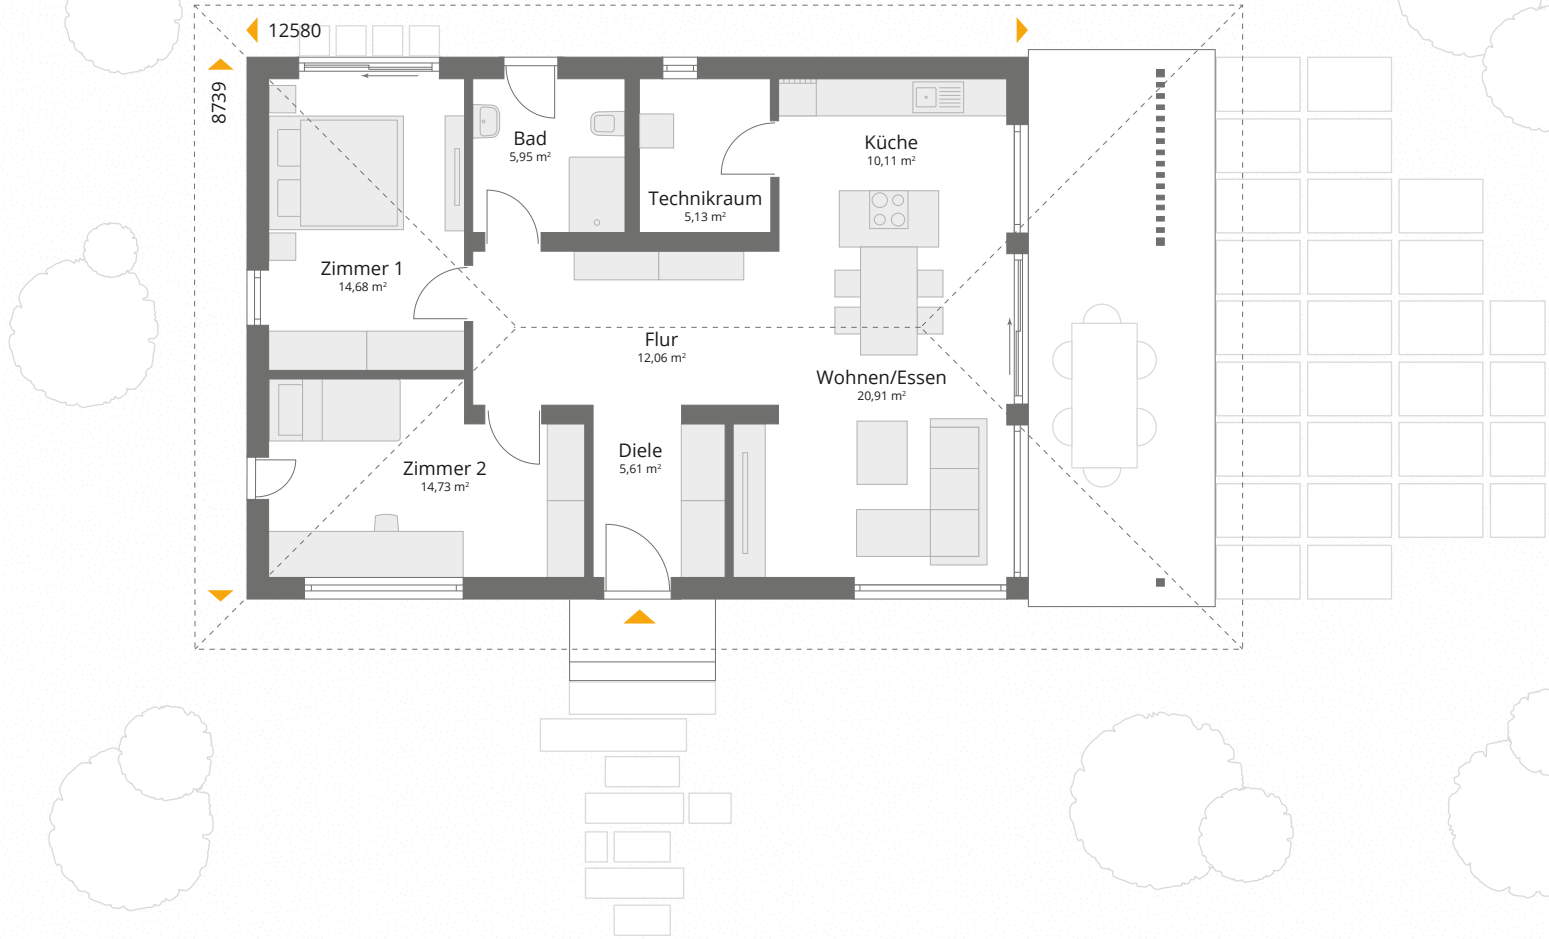 12580
8739
Bad
5,95 m²
Küche
10,11 m²
Technikraum
5,13 m²
Zimmer 1
14,68 m²
Flur
12,06 m²
Wohnen/Essen
20,91 m²
Diele
5,61 m²
Zimmer 2
14,73 m²